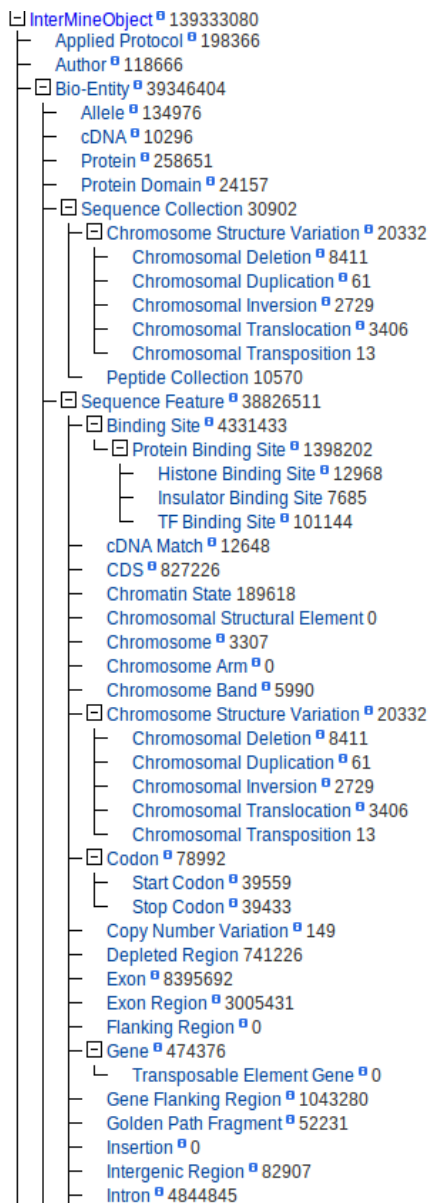 InterMineObject 139333080
Applied Protocol 198366
Author 118666
Bio-Entity 39346404
Allele 134976
cDNA 10296
Protein 258651
Protein Domain 24157
Sequence Collection 30902
Chromosome Structure Variation 20332
Chromosomal Deletion 8411
Chromosomal Duplication 61
Chromosomal Inversion 2729
Chromosomal Translocation 3406
Chromosomal Transposition 13
Peptide Collection 10570
Sequence Feature 38826511
Binding Site 4331433
Protein Binding Site 1398202
Histone Binding Site 12968
Insulator Binding Site 7685
TF Binding Site 101144
cDNA Match 12648
CDS 827226
Chromatin State 189618
Chromosomal Structural Element 0
Chromosome 3307
Chromosome Arm 0
Chromosome Band 5990
Chromosome Structure Variation 20332
Chromosomal Deletion 8411
Chromosomal Duplication 61
Chromosomal Inversion 2729
Chromosomal Translocation 3406
Chromosomal Transposition 13
Codon 78992
Start Codon 39559
Stop Codon 39433
Copy Number Variation 149
Depleted Region 741226
Exon 8395692
Exon Region 3005431
Flanking Region 0
Gene 474376
Transposable Element Gene 0
Gene Flanking Region 1043280
Golden Path Fragment 52231
Insertion 0
Intergenic Region 82907
Intron 4844845